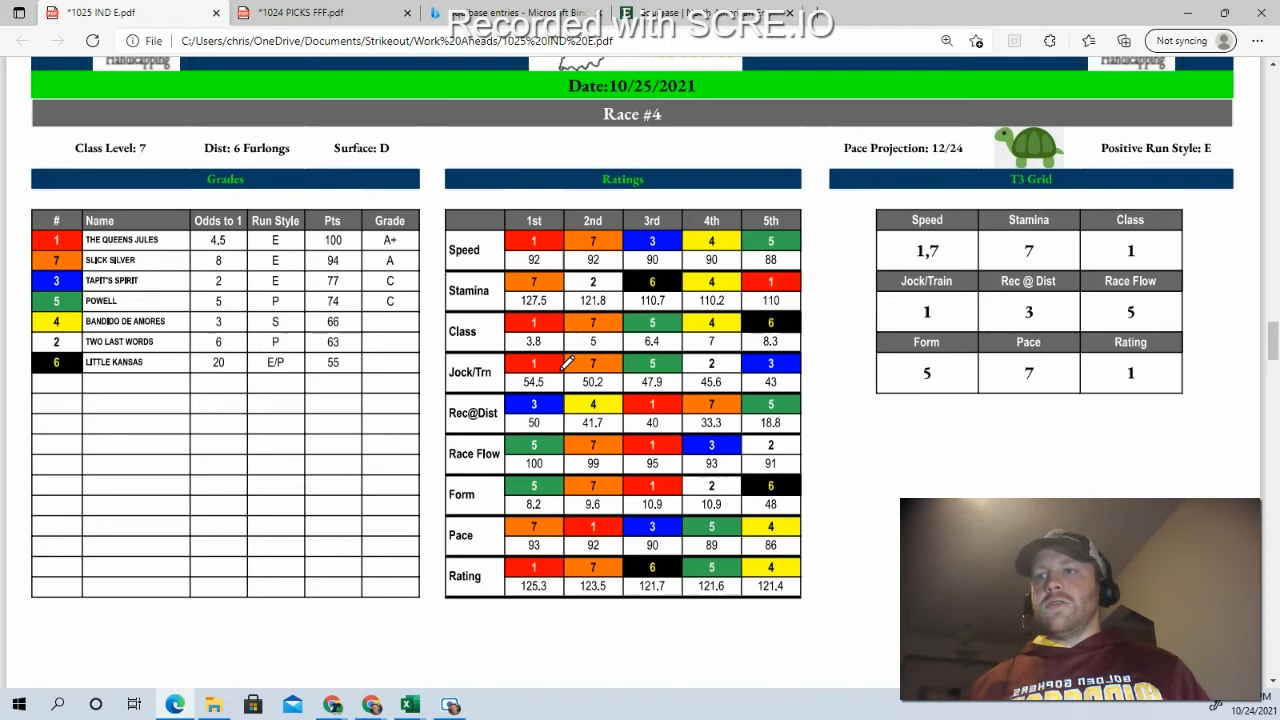 *1025 IND
*1024 PICKS FFF.pdf
Recorded with SCRE.IO
File C:/Users/chris/OneDrive/Documents/Strikeout/Work%20Aheads/1025%20IND%20E.pdf
Not syncing
Handicapping Handicapping
Date:10/25/2021
Race #4
Class Level: 7 Dist: 6 Furlongs Surface: D Pace Projection: 12/24 Positive Run Style: E
Grades
# Name Odds to 1 Run Style Pts Grade
1 THE QUEENS JULES 4.5 E 100 A+
7 SLICK SILVER 8 E 94 A
3 TAPIT'S SPIRIT 2 E 77 C
5 POWELL 5 P 74 C
4 BANDIDO DE AMORES 3 S 66
2 TWO LAST WORDS 6 P 63
6 LITTLE KANSAS 20 E/P 55
Ratings
1st 2nd 3rd 4th 5th
Speed 1 7 3 4 5
92 92 90 90 88
Stamina 7 2 6 4 1
127.5 121.8 110.7 110.2 110
Class 1 7 5 4 6
3.8 5 6.4 7 8.3
Jock/Trn 1 7 5 2 3
54.5 50.2 47.9 45.6 43
Rec@Dist 3 4 1 7 5
50 41.7 40 33.3 18.8
Race Flow 5 7 1 3 2
100 99 95 93 91
Form 5 7 1 2 6
8.2 9.6 10.9 10.9 48
Pace 7 1 3 5 4
93 92 90 89 86
Rating 1 7 6 5 4
125.3 123.5 121.7 121.6 121.4
T3 Grid
Speed Stamina Class
1,7 7 1
Jock/Train Rec @ Dist Race Flow
1 3 5
Form Pace Rating
5 7 1
GOLDEN GOPHERS
10/24/2021